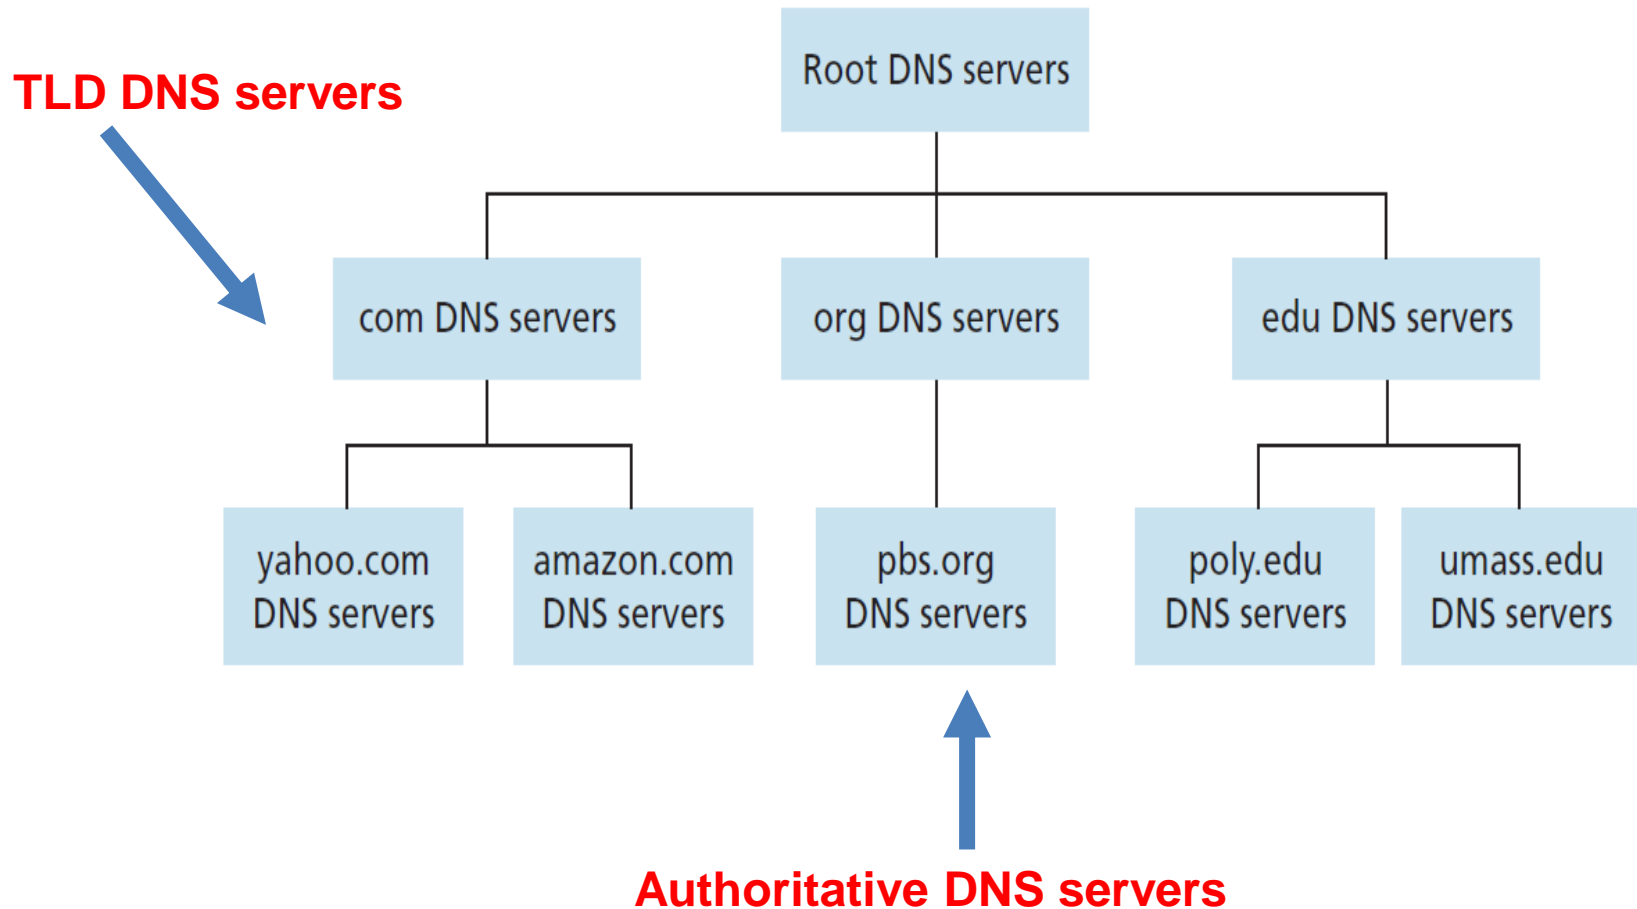 Root DNS servers
TLD DNS servers
com DNS servers
org DNS servers
edu DNS servers
yahoo.com
DNS servers
amazon.com
DNS servers
pbs.org
DNS servers
poly.edu
DNS servers
umass.edu
DNS servers
Authoritative DNS servers